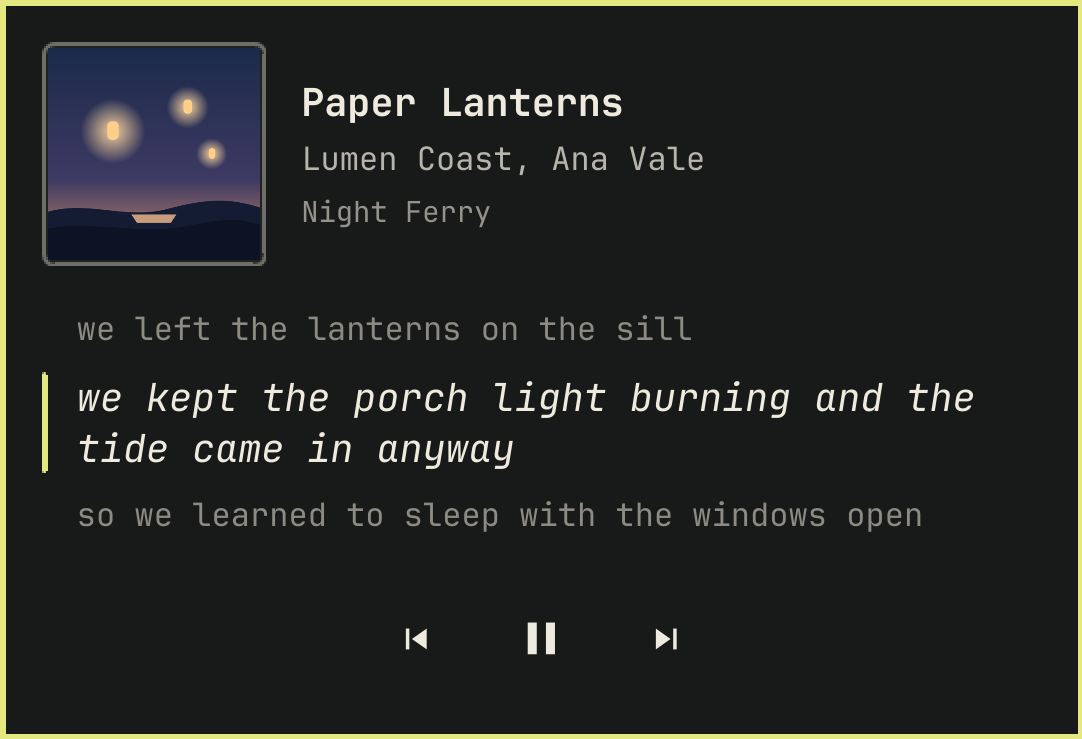 Paper Lanterns
Lumen Coast, Ana Vale
Night Ferry
we left the lanterns on the sill
we kept the porch light burning and the
tide came in anyway
so we learned to sleep with the windows open